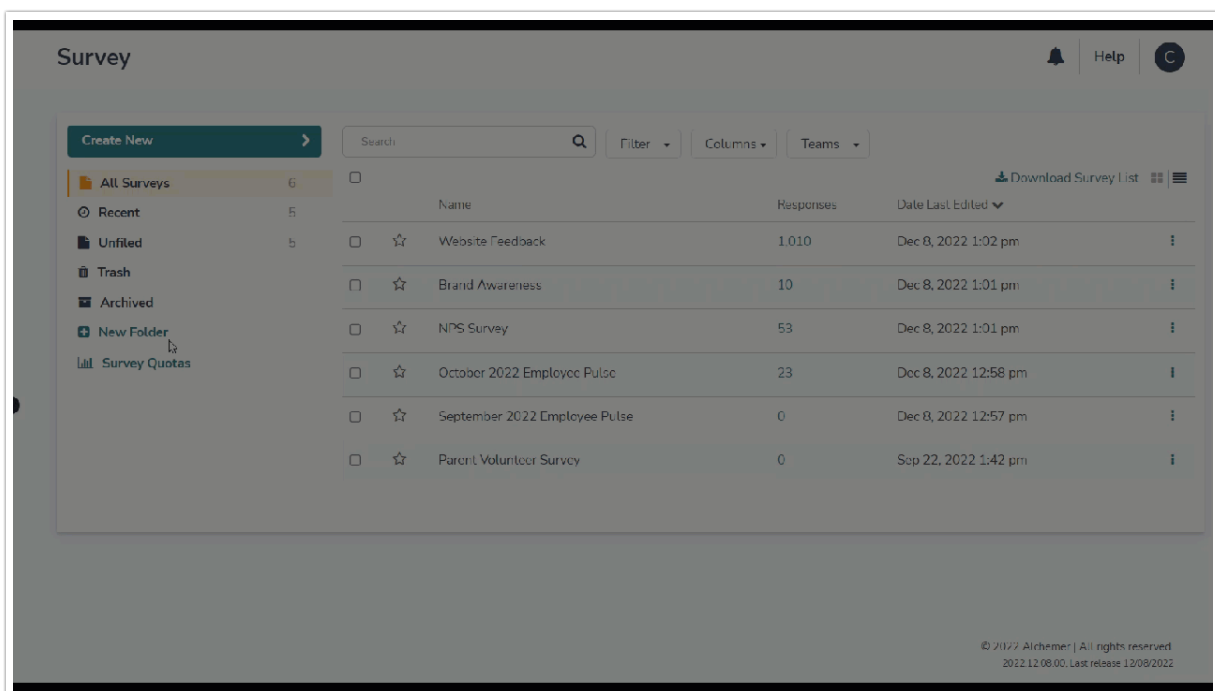 Survey
Help
C
Create New
Search
Filter
Columns
Teams
All Surveys 6
Recent 5
Unfiled 5
Trash
Archived
New Folder
Survey Quotas
Download Survey List
Name Responses Date Last Edited
Website Feedback 1,010 Dec 8, 2022 1:02 pm
Brand Awareness 10 Dec 8, 2022 1:01 pm
NPS Survey 53 Dec 8, 2022 1:01 pm
October 2022 Employee Pulse 23 Dec 8, 2022 12:58 pm
September 2022 Employee Pulse 0 Dec 8, 2022 12:57 pm
Parent Volunteer Survey 0 Sep 22, 2022 1:42 pm
© 2022 Alchemer | All rights reserved.
2022.12.08.00. Last release 12/08/2022